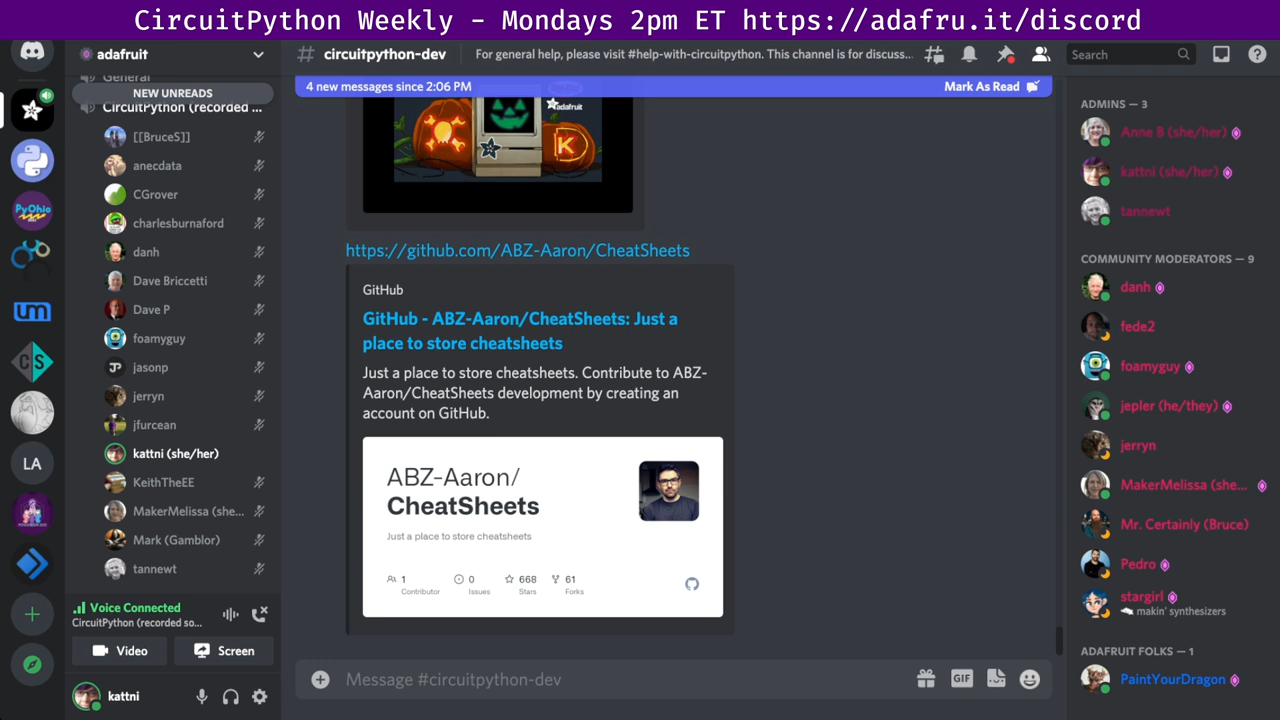 CircuitPython Weekly - Mondays 2pm ET https://adafru.it/discord
adafruit
General
NEW UNREADS
CircuitPython (recorded ...
[[BruceS]]
anecdata
CGrover
charlesburnaford
danh
Dave Briccetti
Dave P
foamyguy
jasonp
jerryn
jfurcean
kattni (she/her)
KeithTheEE
MakerMelissa (she...
Mark (Gamblor)
tannewt
Voice Connected
CircuitPython (recorded so...
Video
Screen
kattni
PyOhio
um
CS
LA
# circuitpython-dev
For general help, please visit #help-with-circuitpython. This channel is for discuss...
Search
4 new messages since 2:06 PM
Mark As Read
adafruit
K
https://github.com/ABZ-Aaron/CheatSheets
GitHub
GitHub - ABZ-Aaron/CheatSheets: Just a
place to store cheatsheets
Just a place to store cheatsheets. Contribute to ABZ-
Aaron/CheatSheets development by creating an
account on GitHub.
ABZ-Aaron/
CheatSheets
Just a place to store cheatsheets
1
Contributor
0
Issues
668
Stars
61
Forks
Message #circuitpython-dev
GIF
ADMINS — 3
Anne B (she/her)
kattni (she/her)
tannewt
COMMUNITY MODERATORS — 9
danh
fede2
foamyguy
jepler (he/they)
jerryn
MakerMelissa (she...
Mr. Certainly (Bruce)
Pedro
stargirl
makin' synthesizers
ADAFRUIT FOLKS — 1
PaintYourDragon